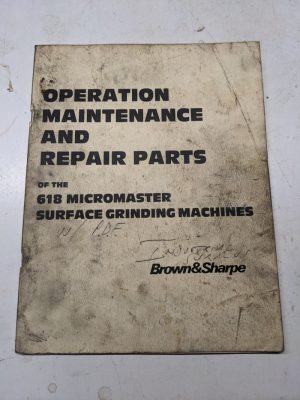 OPERATION
MAINTENANCE
AND
REPAIR PARTS
OF THE
618 MICROMASTER
SURFACE GRINDING MACHINES
P.D.F.
Brown&Sharpe